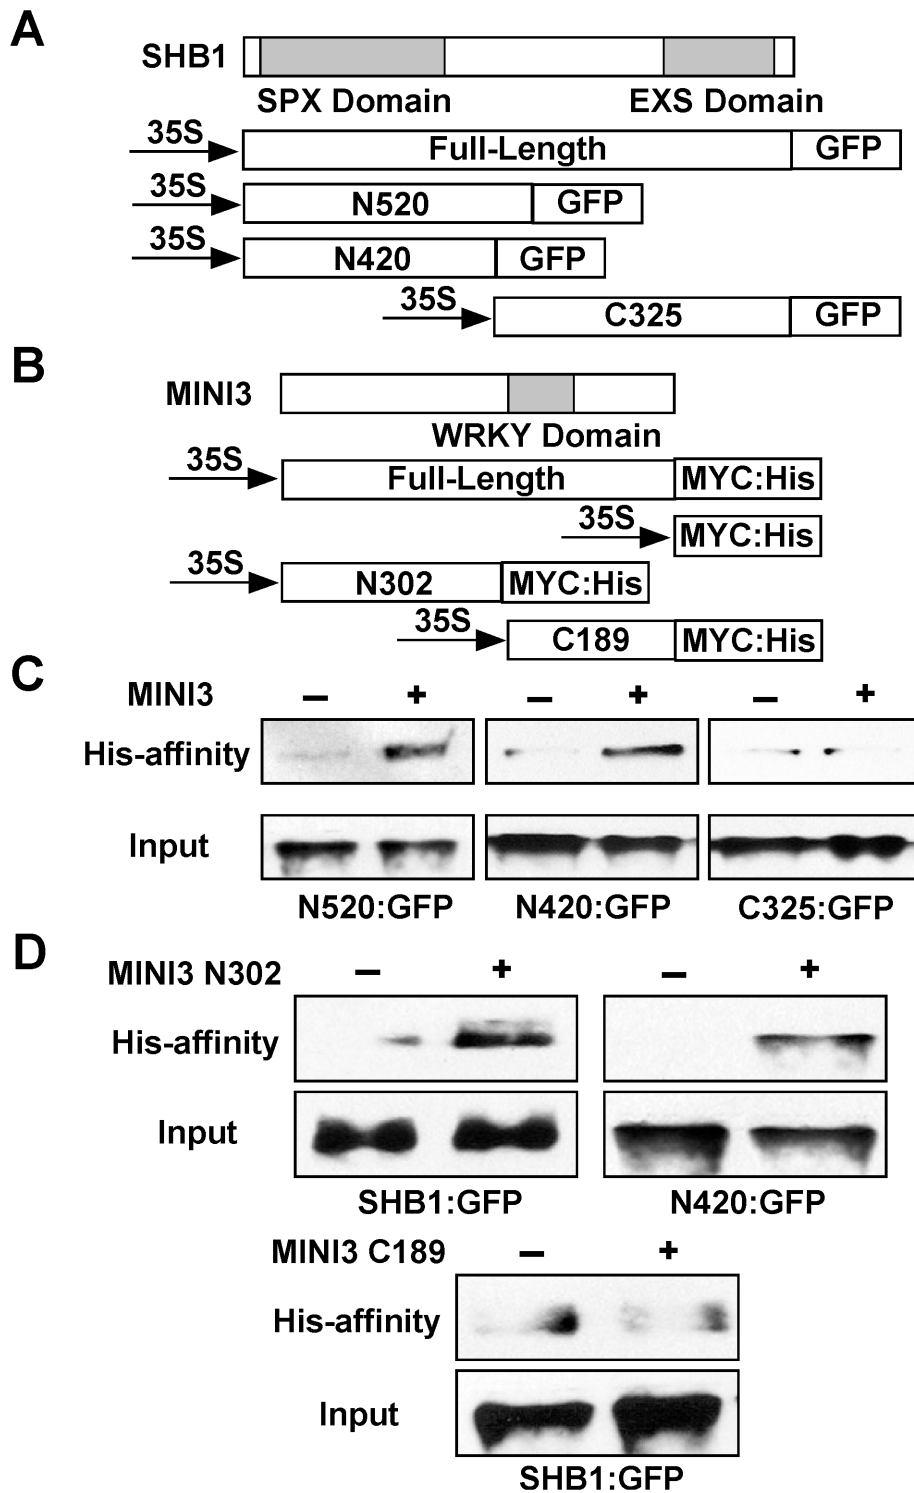 A
SHB1
SPX Domain EXS Domain
35S Full-Length GFP
35S N520 GFP
35S N420 GFP
35S C325 GFP
B
MINI3
WRKY Domain
35S Full-Length MYC:His
35S MYC:His
35S N302 MYC:His
35S C189 MYC:His
C
MINI3 – + – + – +
His-affinity
Input
N520:GFP N420:GFP C325:GFP
D
MINI3 N302 – + – +
His-affinity
Input
SHB1:GFP N420:GFP
MINI3 C189 – +
His-affinity
Input
SHB1:GFP